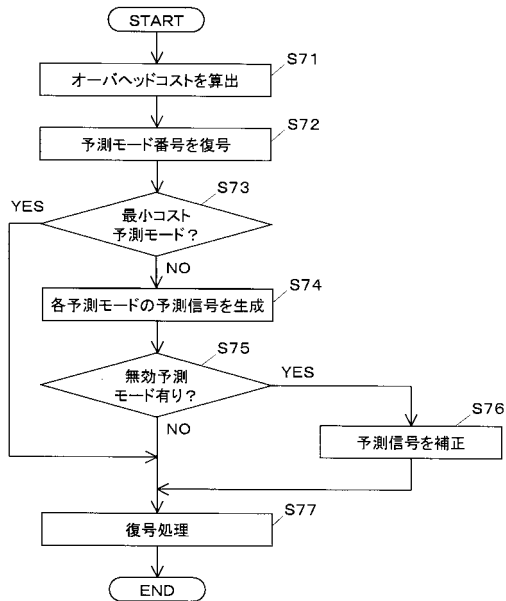 START
S71
オーバヘッドコストを算出
S72
予測モード番号を復号
S73
YES
最小コスト
予測モード?
NO
S74
各予測モードの予測信号を生成
S75
無効予測
モード有り?
YES
S76
NO
予測信号を補正
S77
復号処理
END